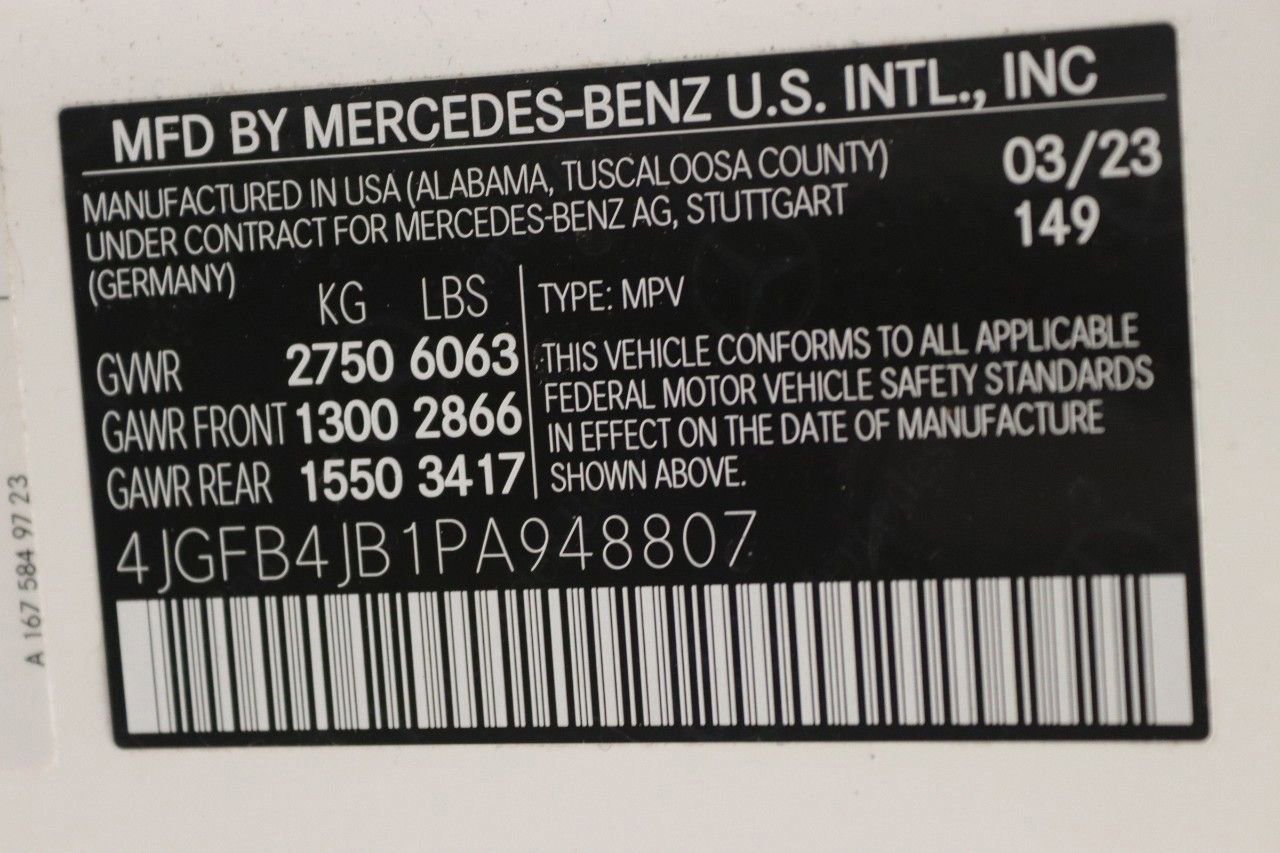 MFD BY MERCEDES-BENZ U.S. INTL., INC
MANUFACTURED IN USA (ALABAMA, TUSCALOOSA COUNTY)
UNDER CONTRACT FOR MERCEDES-BENZ AG, STUTTGART
(GERMANY)
03/23
149
KG LBS
GVWR 2750 6063
GAWR FRONT 1300 2866
GAWR REAR 1550 3417
TYPE: MPV
THIS VEHICLE CONFORMS TO ALL APPLICABLE
FEDERAL MOTOR VEHICLE SAFETY STANDARDS
IN EFFECT ON THE DATE OF MANUFACTURE
SHOWN ABOVE.
4JGFB4JB1PA948807
A 167 584 97 23